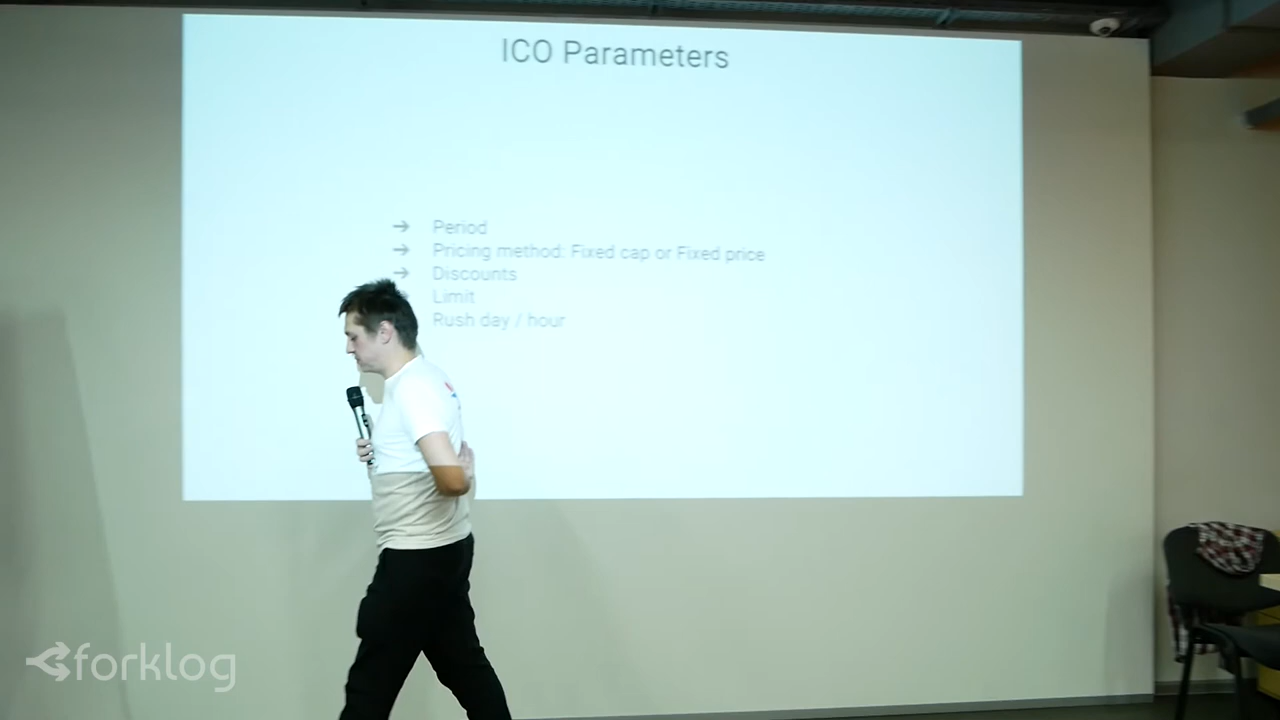 ICO Parameters
Period
Pricing method: Fixed cap or Fixed price
Discounts
Limit
Rush day / hour
forklog